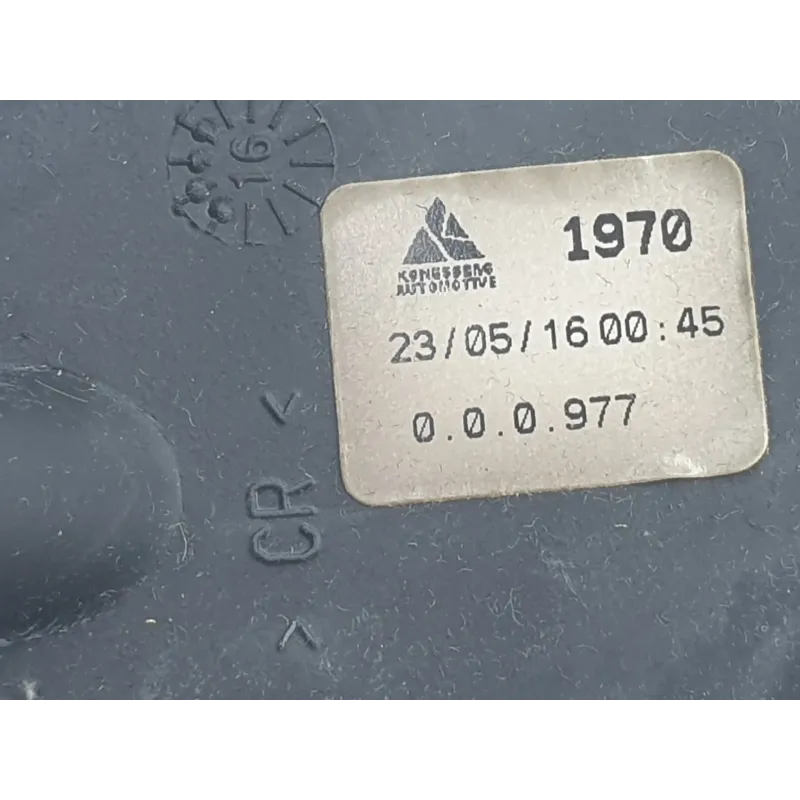 16
KONGSBERG
AUTOMOTIVE
1970
23/05/16 00:45
0.0.0.977
>CR<